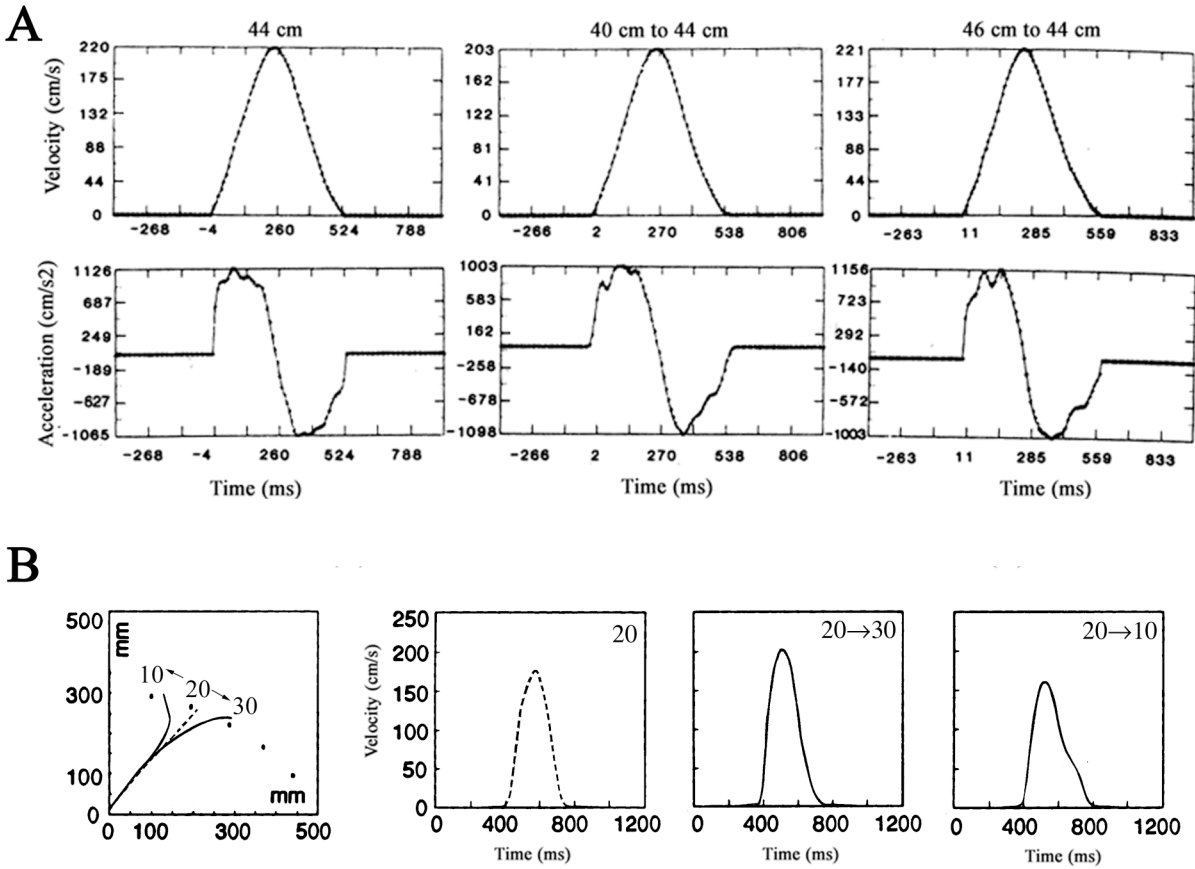 A
44 cm
40 cm to 44 cm
46 cm to 44 cm
Velocity (cm/s)
220
175
132
88
44
0
-268 -4 260 524 788
203
162
122
81
41
0
-266 2 270 538 806
221
177
133
88
44
0
-263 11 285 559 833
Acceleration (cm/s2)
1126
687
249
-189
-627
-1065
-268 -4 260 524 788
Time (ms)
1003
583
162
-258
-678
-1098
-266 2 270 538 806
Time (ms)
1156
723
292
-140
-572
-1003
-263 11 285 559 833
Time (ms)
B
500
mm
300
100
0
10
20
30
mm
0 100 300 500
Velocity (cm/s)
250
200
150
100
50
0
20
0 400 800 1200
Time (ms)
20→30
0 400 800 1200
Time (ms)
20→10
0 400 800 1200
Time (ms)